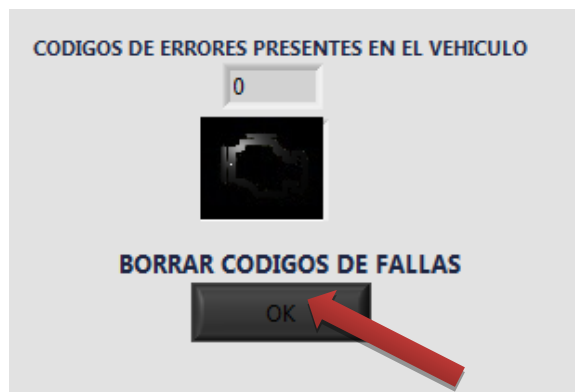 CODIGOS DE ERRORES PRESENTES EN EL VEHICULO
0
BORRAR CODIGOS DE FALLAS
OK